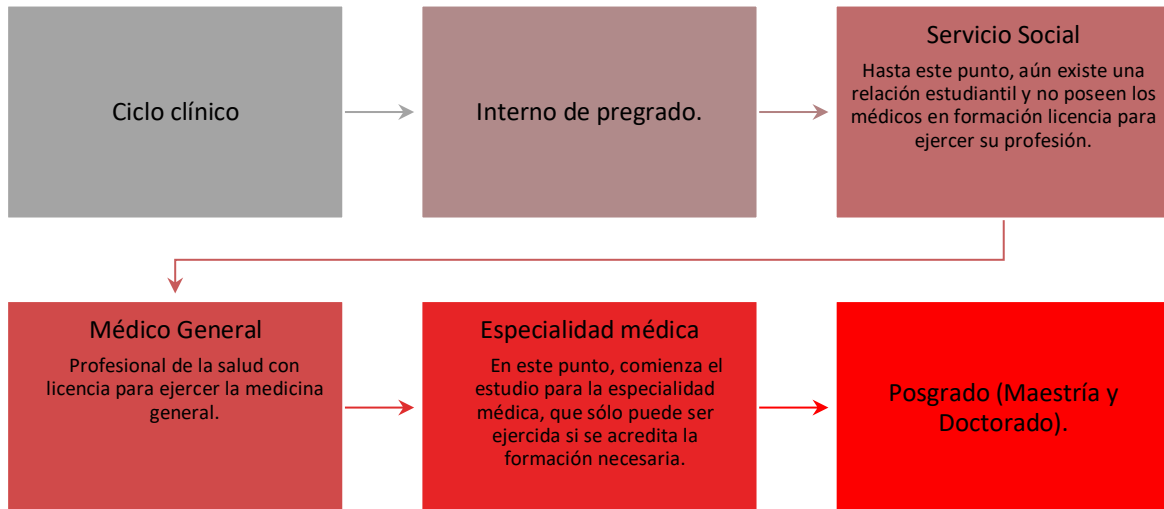 Ciclo clínico
Interno de pregrado.
Servicio Social
Hasta este punto, aún existe una
relación estudiantil y no poseen los
médicos en formación licencia para
ejercer su profesión.
Médico General
Profesional de la salud con
licencia para ejercer la medicina
general.
Especialidad médica
En este punto, comienza el
estudio para la especialidad
médica, que sólo puede ser
ejercida si se acredita la
formación necesaria.
Posgrado (Maestría y
Doctorado).